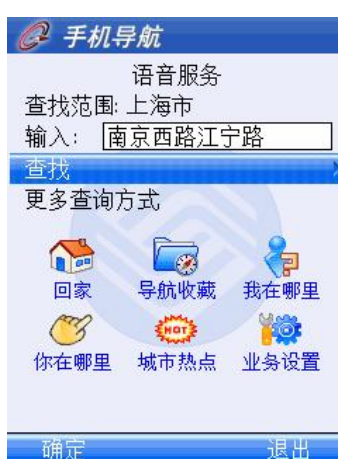 手机导航
语音服务
查找范围: 上海市
输入: 南京西路江宁路
查找
更多查询方式
回家 导航收藏 我在哪里
HOT
你在哪里 城市热点 业务设置
确定 退出